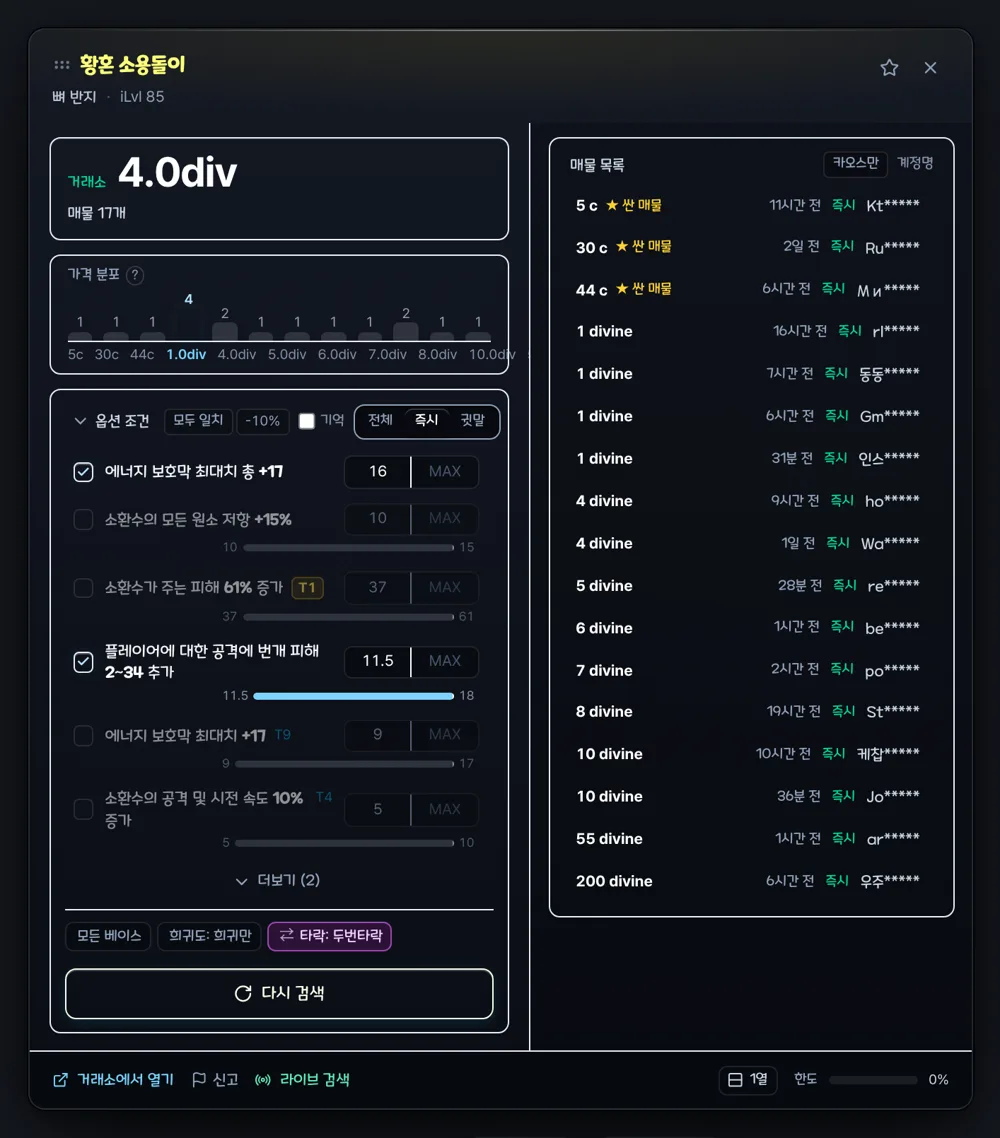 황혼 소용돌이
뼈 반지 · iLvl 85
거래소 4.0div
매물 17개
가격 분포 ?
1 1 1 4 2 1 1 1 1 2 1 1
5c 30c 44c 1.0div 4.0div 5.0div 6.0div 7.0div 8.0div 10.0div
옵션 조건 모두 일치 -10% 기억 전체 즉시 귓말
에너지 보호막 최대치 총 +17 16 MAX
소환수의 모든 원소 저항 +15% 10 MAX
10 15
소환수가 주는 피해 61% 증가 T1 37 MAX
37 61
플레이어에 대한 공격에 번개 피해
2~34 추가 11.5 MAX
11.5 18
에너지 보호막 최대치 +17 T9 9 MAX
9 17
소환수의 공격 및 시전 속도 10% T4
증가 5 MAX
5 10
더보기 (2)
모든 베이스 희귀도: 희귀만 타락: 두번타락
다시 검색
매물 목록 카오스만 계정명
5 c ★ 싼 매물 11시간 전 즉시 Kt*****
30 c ★ 싼 매물 2일 전 즉시 Ru*****
44 c ★ 싼 매물 6시간 전 즉시 Ми*****
1 divine 16시간 전 즉시 rl*****
1 divine 7시간 전 즉시 동동*****
1 divine 6시간 전 즉시 Gm*****
1 divine 31분 전 즉시 인스*****
4 divine 9시간 전 즉시 ho*****
4 divine 1일 전 즉시 Wa*****
5 divine 28분 전 즉시 re*****
6 divine 1시간 전 즉시 be*****
7 divine 2시간 전 즉시 po*****
8 divine 19시간 전 즉시 St*****
10 divine 10시간 전 즉시 케찹*****
10 divine 36분 전 즉시 Jo*****
55 divine 1시간 전 즉시 ar*****
200 divine 6시간 전 즉시 우주*****
거래소에서 열기 신고 라이브 검색 1열 한도 0%